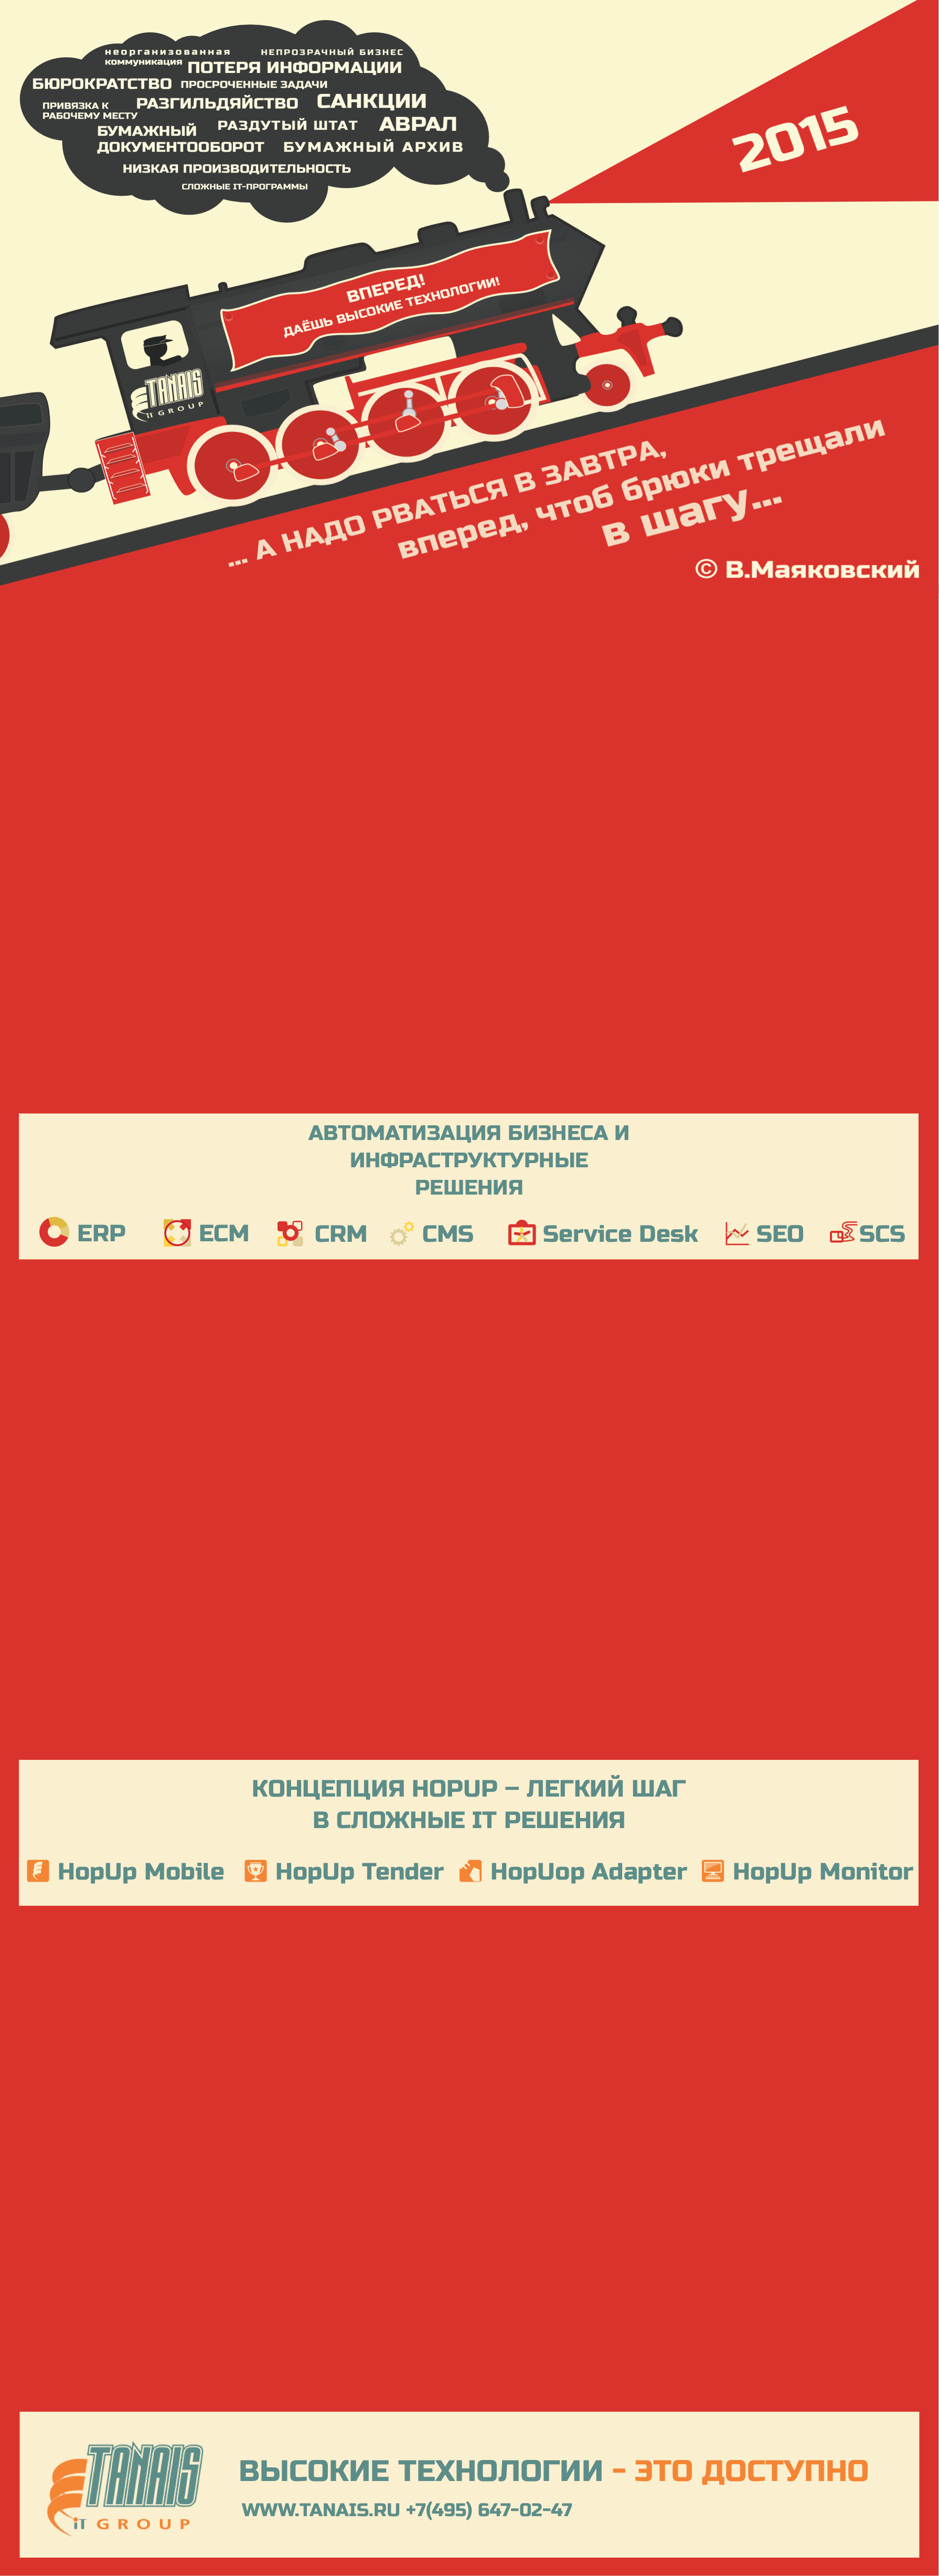 неорганизованная
коммуникация
НЕПРОЗРАЧНЫЙ БИЗНЕС
ПОТЕРЯ ИНФОРМАЦИИ
БЮРОКРАТСТВО
ПРОСРОЧЕННЫЕ ЗАДАЧИ
ПРИВЯЗКА К
РАБОЧЕМУ МЕСТУ
РАЗГИЛЬДЯЙСТВО
САНКЦИИ
БУМАЖНЫЙ
ДОКУМЕНТООБОРОТ
РАЗДУТЫЙ ШТАТ
АВРАЛ
БУМАЖНЫЙ АРХИВ
НИЗКАЯ ПРОИЗВОДИТЕЛЬНОСТЬ
СЛОЖНЫЕ IT-ПРОГРАММЫ
2015
ВПЕРЕД!
ДАЁШЬ ВЫСОКИЕ ТЕХНОЛОГИИ!
TANAIS
IT GROUP
... А НАДО РВАТЬСЯ В ЗАВТРА,
вперед, чтоб брюки трещали
в шагу...
© В.Маяковский
АВТОМАТИЗАЦИЯ БИЗНЕСА И
ИНФРАСТРУКТУРНЫЕ
РЕШЕНИЯ
ERP ECM CRM CMS Service Desk SEO SCS
КОНЦЕПЦИЯ HOPUP – ЛЕГКИЙ ШАГ
В СЛОЖНЫЕ IT РЕШЕНИЯ
HopUp Mobile HopUp Tender HopUop Adapter HopUp Monitor
TANAIS
iT GROUP
ВЫСОКИЕ ТЕХНОЛОГИИ - ЭТО ДОСТУПНО
WWW.TANAIS.RU +7(495) 647-02-47